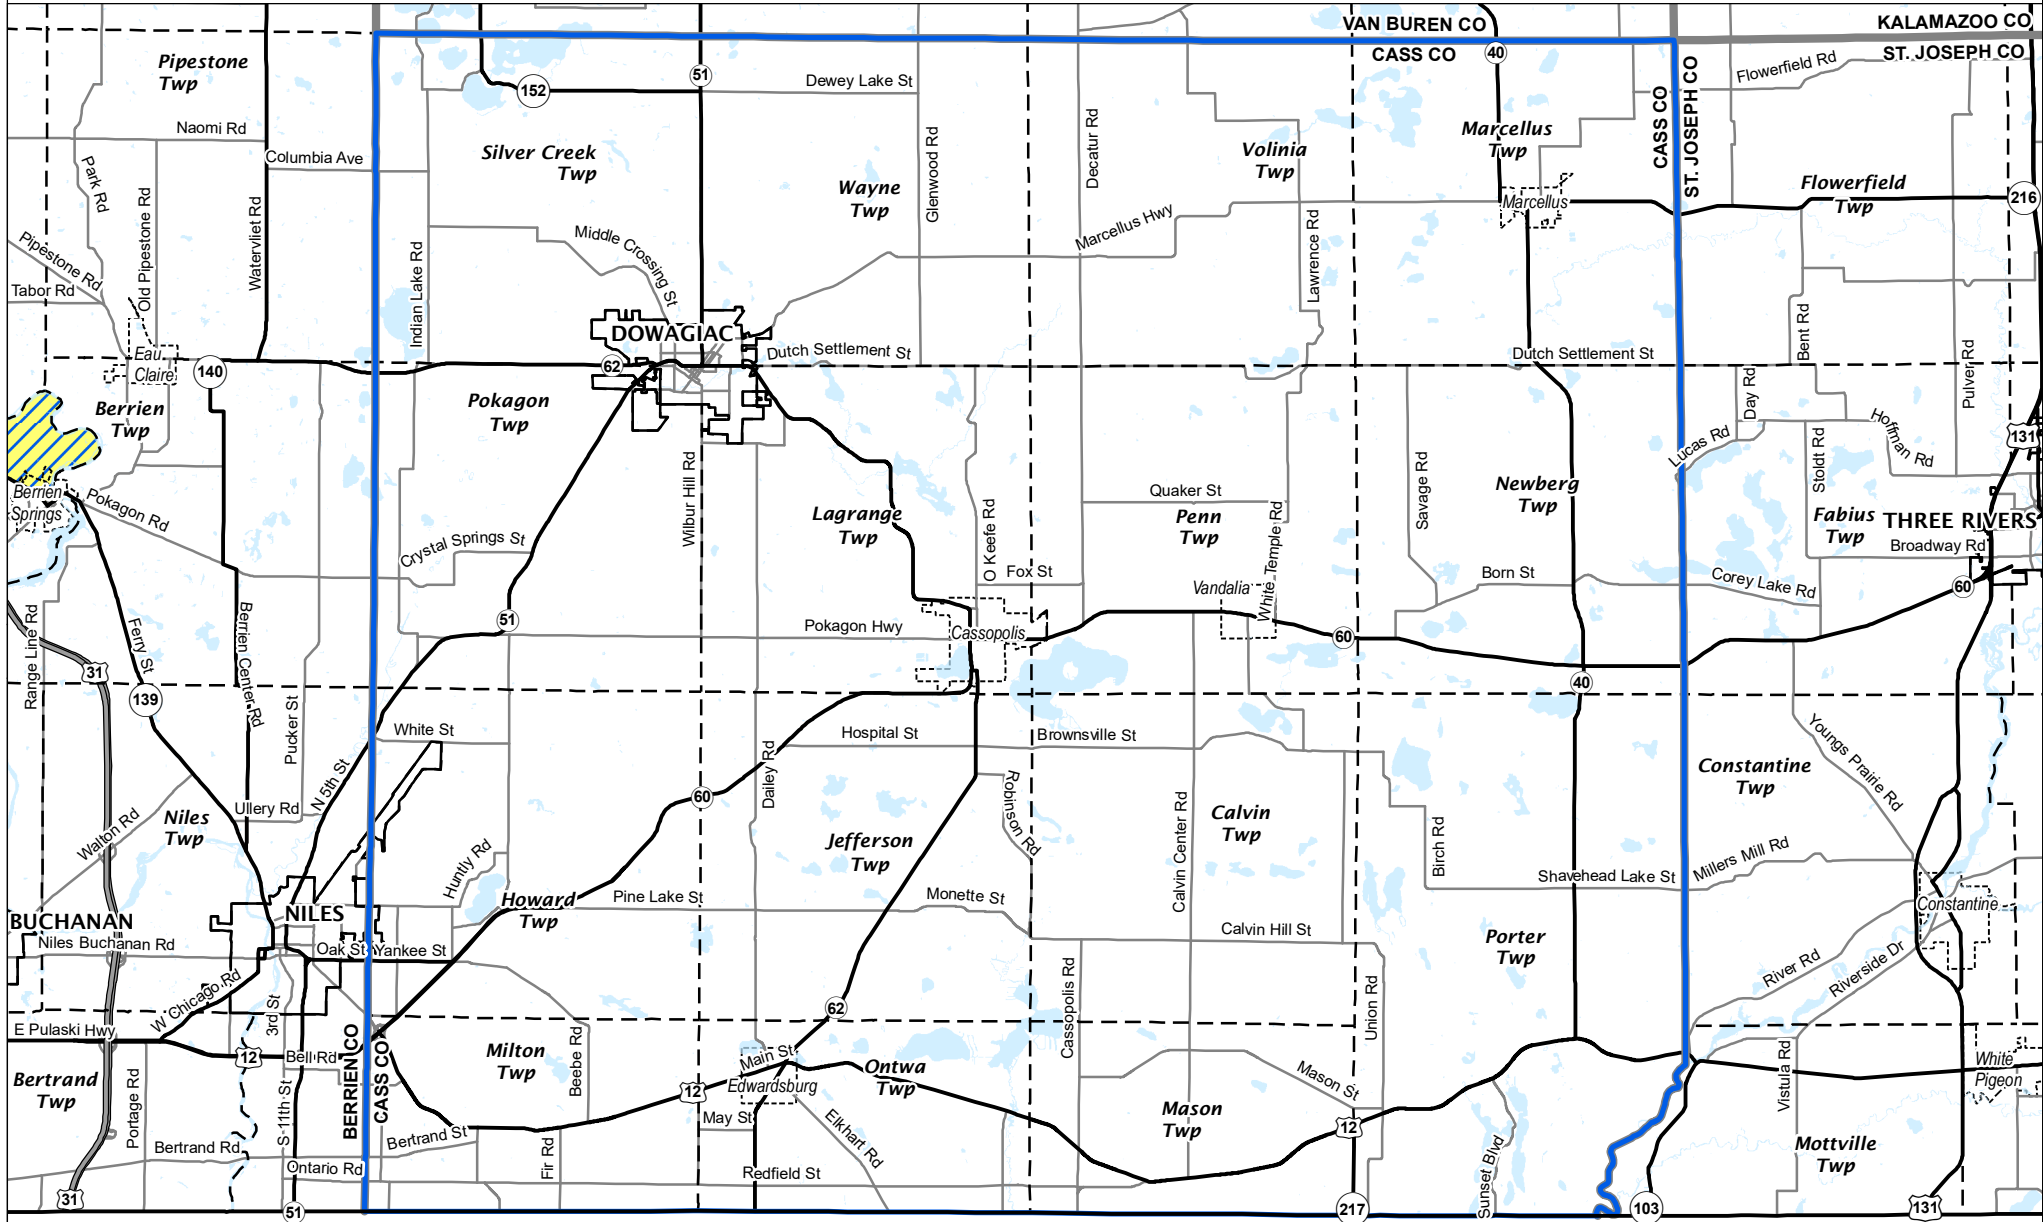 VAN BUREN CO
KALAMAZOO CO
CASS CO
ST. JOSEPH CO
40
51
152
Pipestone
Twp
Dewey Lake St
Flowerfield Rd
CASS CO
ST. JOSEPH CO
Naomi Rd
Columbia Ave
Silver Creek
Twp
Wayne
Twp
Glenwood Rd
Decatur Rd
Volinia
Twp
Marcellus
Twp
Marcellus
Flowerfield
Twp
216
Park Rd
Old Pipestone Rd
Watervliet Rd
Pipestone Rd
Tabor Rd
Indian Lake Rd
Middle Crossing St
Marcellus Hwy
Lawrence Rd
DOWAGIAC
Dutch Settlement St
Dutch Settlement St
Bent Rd
Pulver Rd
Eau
Claire
140
62
Berrien
Twp
Pokagon
Twp
Day Rd
Hoffman Rd
Lucas Rd
Stoldt Rd
131
Berrien
Springs
Pokagon Rd
Wilbur Hill Rd
Lagrange
Twp
O Keefe Rd
Quaker St
Penn
Twp
White Temple Rd
Savage Rd
Newberg
Twp
Fabius
Twp
THREE RIVERS
Broadway Rd
Crystal Springs St
Fox St
Vandalia
Born St
Corey Lake Rd
60
Range Line Rd
Ferry St
Berrien Center Rd
51
Pokagon Hwy
Cassopolis
60
31
139
Pucker St
40
White St
Hospital St
Brownsville St
Youngs Prairie Rd
N 5th St
Dailey Rd
Robinson Rd
60
Constantine
Twp
Ullery Rd
Walton Rd
Niles
Twp
Jefferson
Twp
Calvin Center Rd
Calvin
Twp
Birch Rd
Millers Mill Rd
Huntly Rd
Shavehead Lake St
Howard
Twp
Pine Lake St
Monette St
Constantine
BUCHANAN
NILES
Niles Buchanan Rd
Oak St
Yankee St
Calvin Hill St
Porter
Twp
River Rd
Riverside Dr
W Chicago Rd
3rd St
Cassopolis Rd
Union Rd
62
E Pulaski Hwy
12
Bell Rd
BERRIEN CO
CASS CO
Milton
Twp
Beebe Rd
Main St
Edwardsburg
Ontwa
Twp
Mason St
Vistula Rd
White
Pigeon
Bertrand
Twp
Portage Rd
S 11th St
12
May St
Elkhart Rd
Mason
Twp
12
Bertrand St
Sunset Blvd
Mottville
Twp
Bertrand Rd
Ontario Rd
Fir Rd
Redfield St
31
51
217
103
131